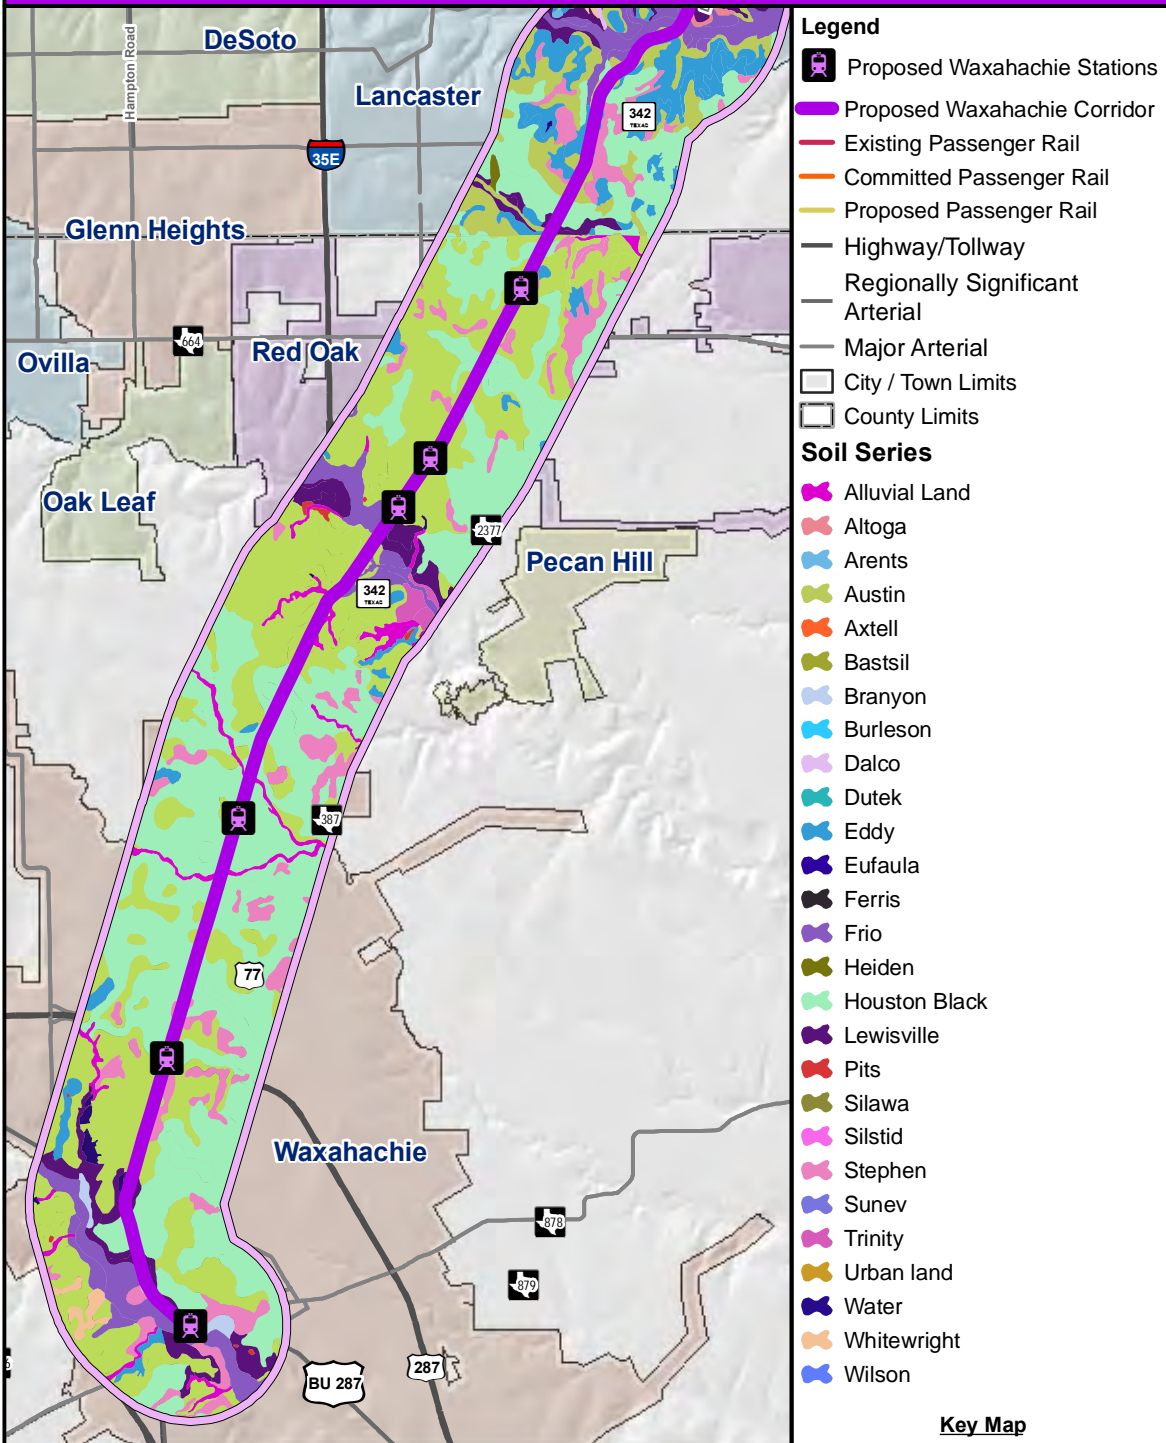 DeSoto
Hampton Road
Lancaster
342
TEXAS
35E
Glenn Heights
664
Red Oak
Ovilla
Oak Leaf
2377
Pecan Hill
342
TEXAS
387
77
Waxahachie
878
879
287
BU 287
Legend
Proposed Waxahachie Stations
Proposed Waxahachie Corridor
Existing Passenger Rail
Committed Passenger Rail
Proposed Passenger Rail
Highway/Tollway
Regionally Significant
Arterial
Major Arterial
City / Town Limits
County Limits
Soil Series
Alluvial Land
Altoga
Arents
Austin
Axtell
Bastsil
Branyon
Burleson
Dalco
Dutek
Eddy
Eufaula
Ferris
Frio
Heiden
Houston Black
Lewisville
Pits
Silawa
Silstid
Stephen
Sunev
Trinity
Urban land
Water
Whitewright
Wilson
Key Map